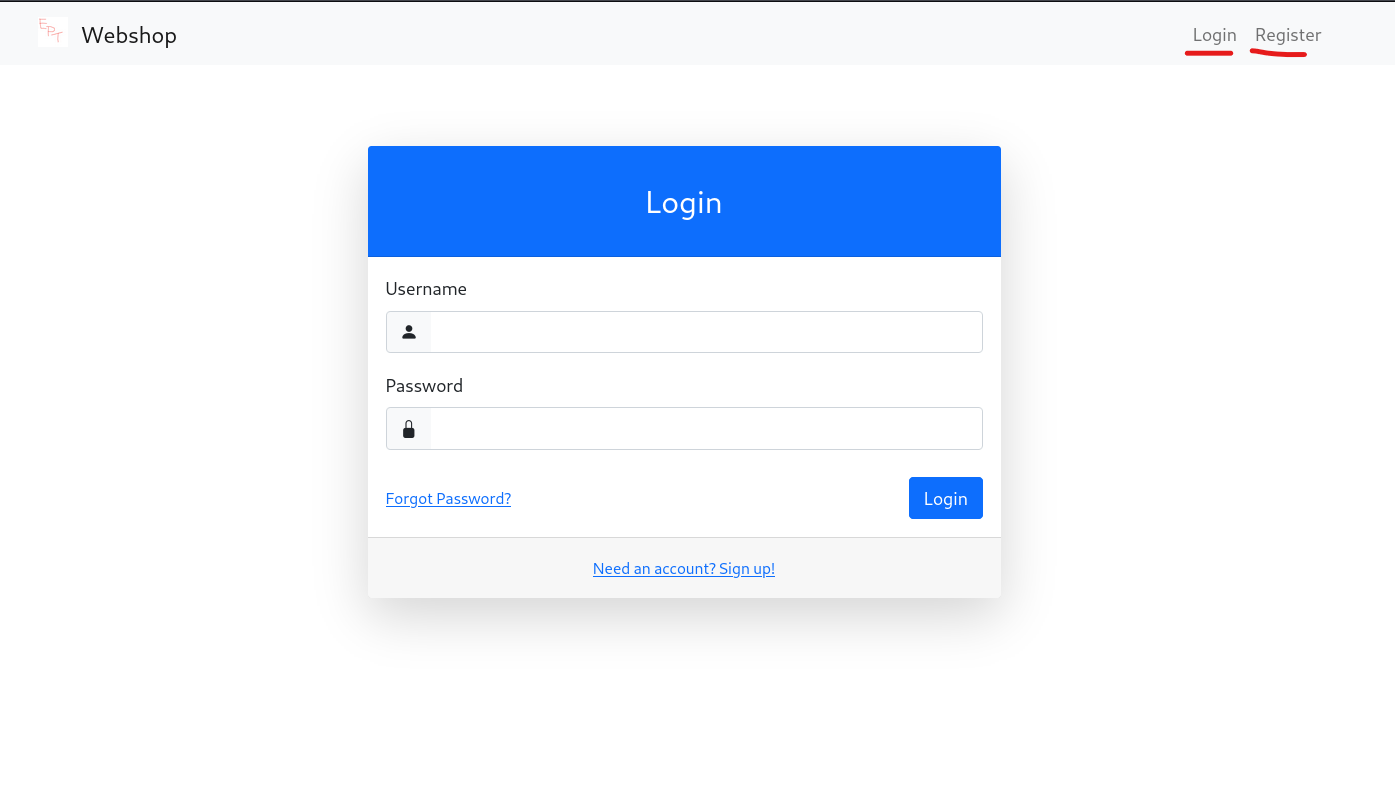 EPT
Webshop
Login Register
Login
Username
Password
Forgot Password?
Login
Need an account? Sign up!